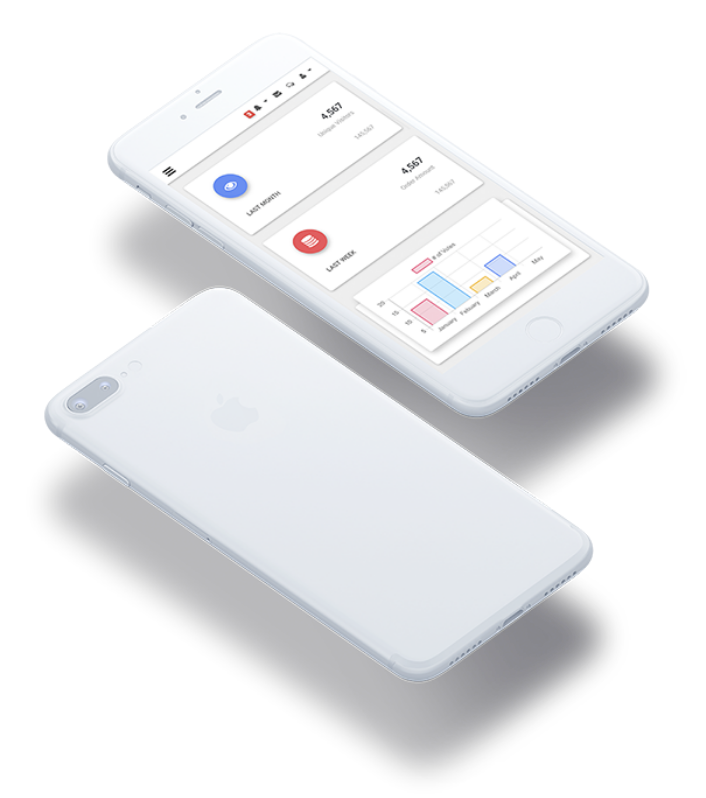 4,567
Unique Visitors
145,567
LAST MONTH
4,567
Order Amount
145,567
LAST WEEK
# of Votes
20
15
10
5
January
Febuary
March
April
May